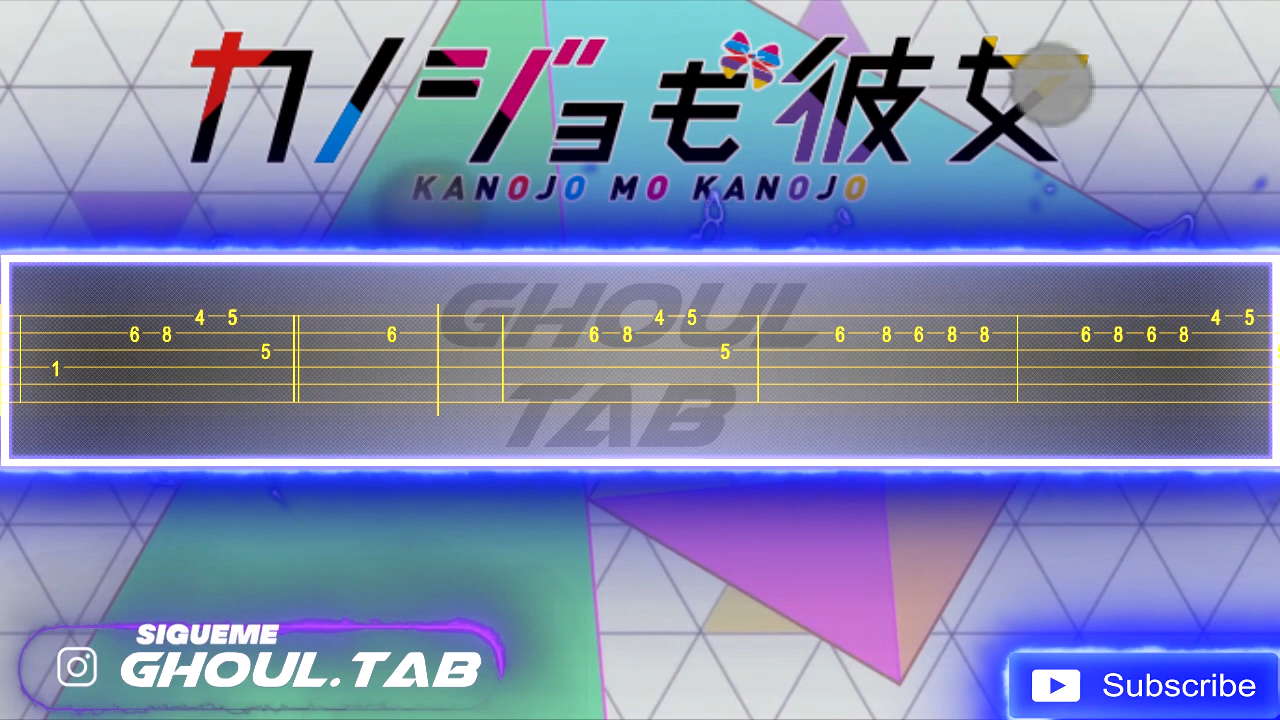 カノジョも彼女
KANOJO MO KANOJO
GHOUL
TAB
4 5 4 5 4 5
6 8 6 6 8 6 8 6 8 8 6 8 6 8
5 5
1
SIGUEME
GHOUL.TAB
Subscribe